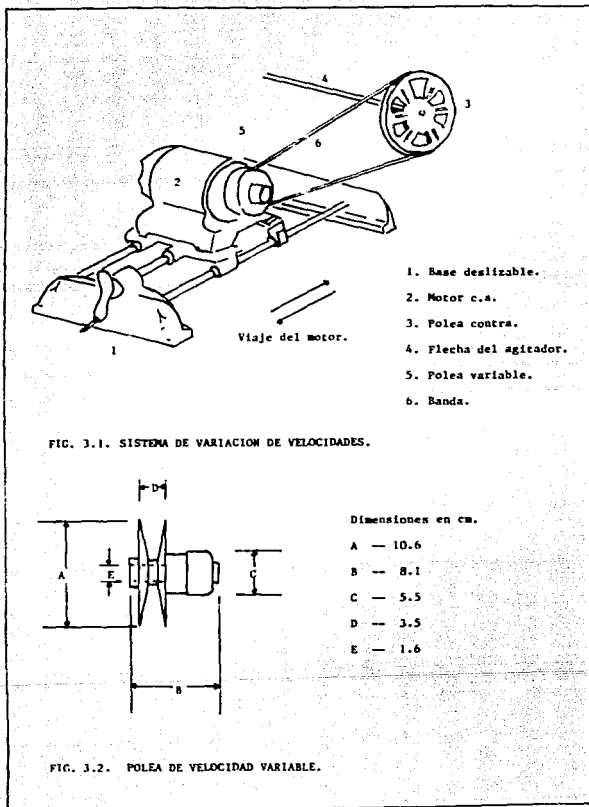 4
3
5
6
2
1
Viaje del motor.
1. Base deslizable.
2. Motor c.a.
3. Polea contra.
4. Flecha del agitador.
5. Polea variable.
6. Banda.
FIG. 3.1. SISTEMA DE VARIACION DE VELOCIDADES.
D
A
E
C
B
Dimensiones en cm.
A — 10.6
B -- 8.1
C — 5.5
D -- 3.5
E — 1.6
FIG. 3.2. POLEA DE VELOCIDAD VARIABLE.